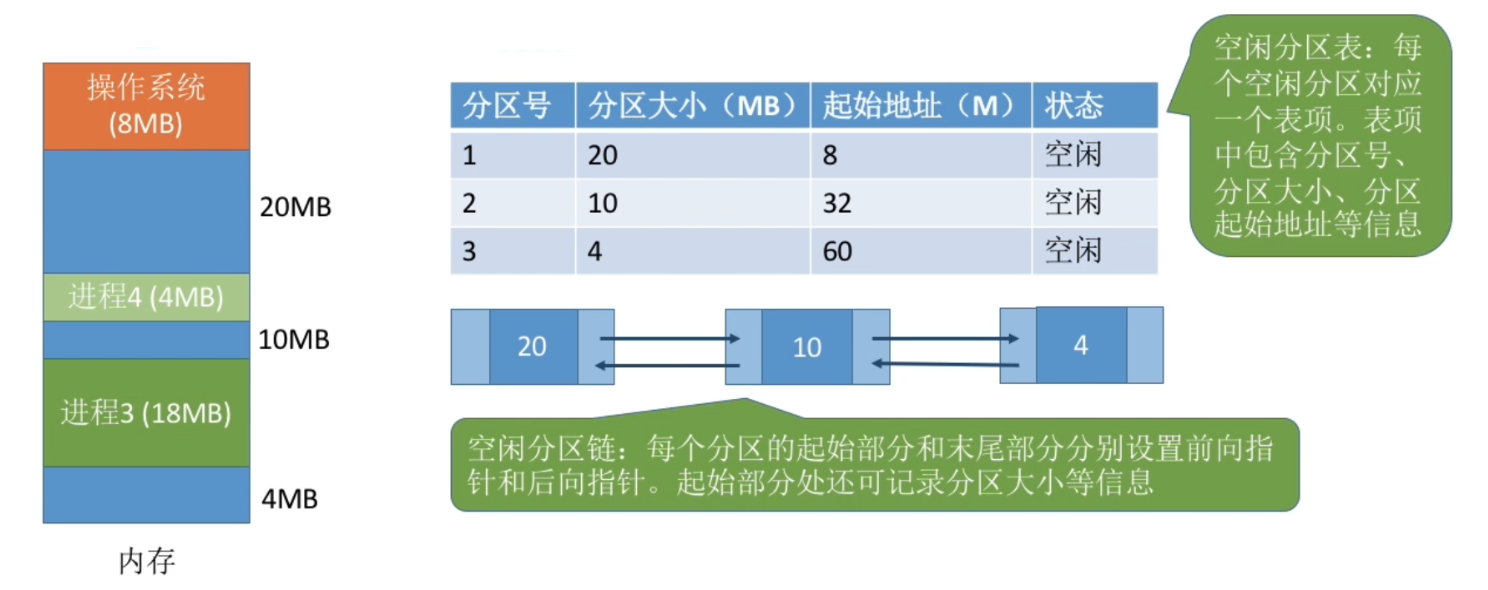 操作系统
(8MB)
20MB
进程4 (4MB)
10MB
进程3 (18MB)
4MB
内存
分区号 分区大小（MB） 起始地址（M） 状态
1 20 8 空闲
2 10 32 空闲
3 4 60 空闲
空闲分区表：每
个空闲分区对应
一个表项。表项
中包含分区号、
分区大小、分区
起始地址等信息
20 10 4
空闲分区链：每个分区的起始部分和末尾部分分别设置前向指
针和后向指针。起始部分处还可记录分区大小等信息